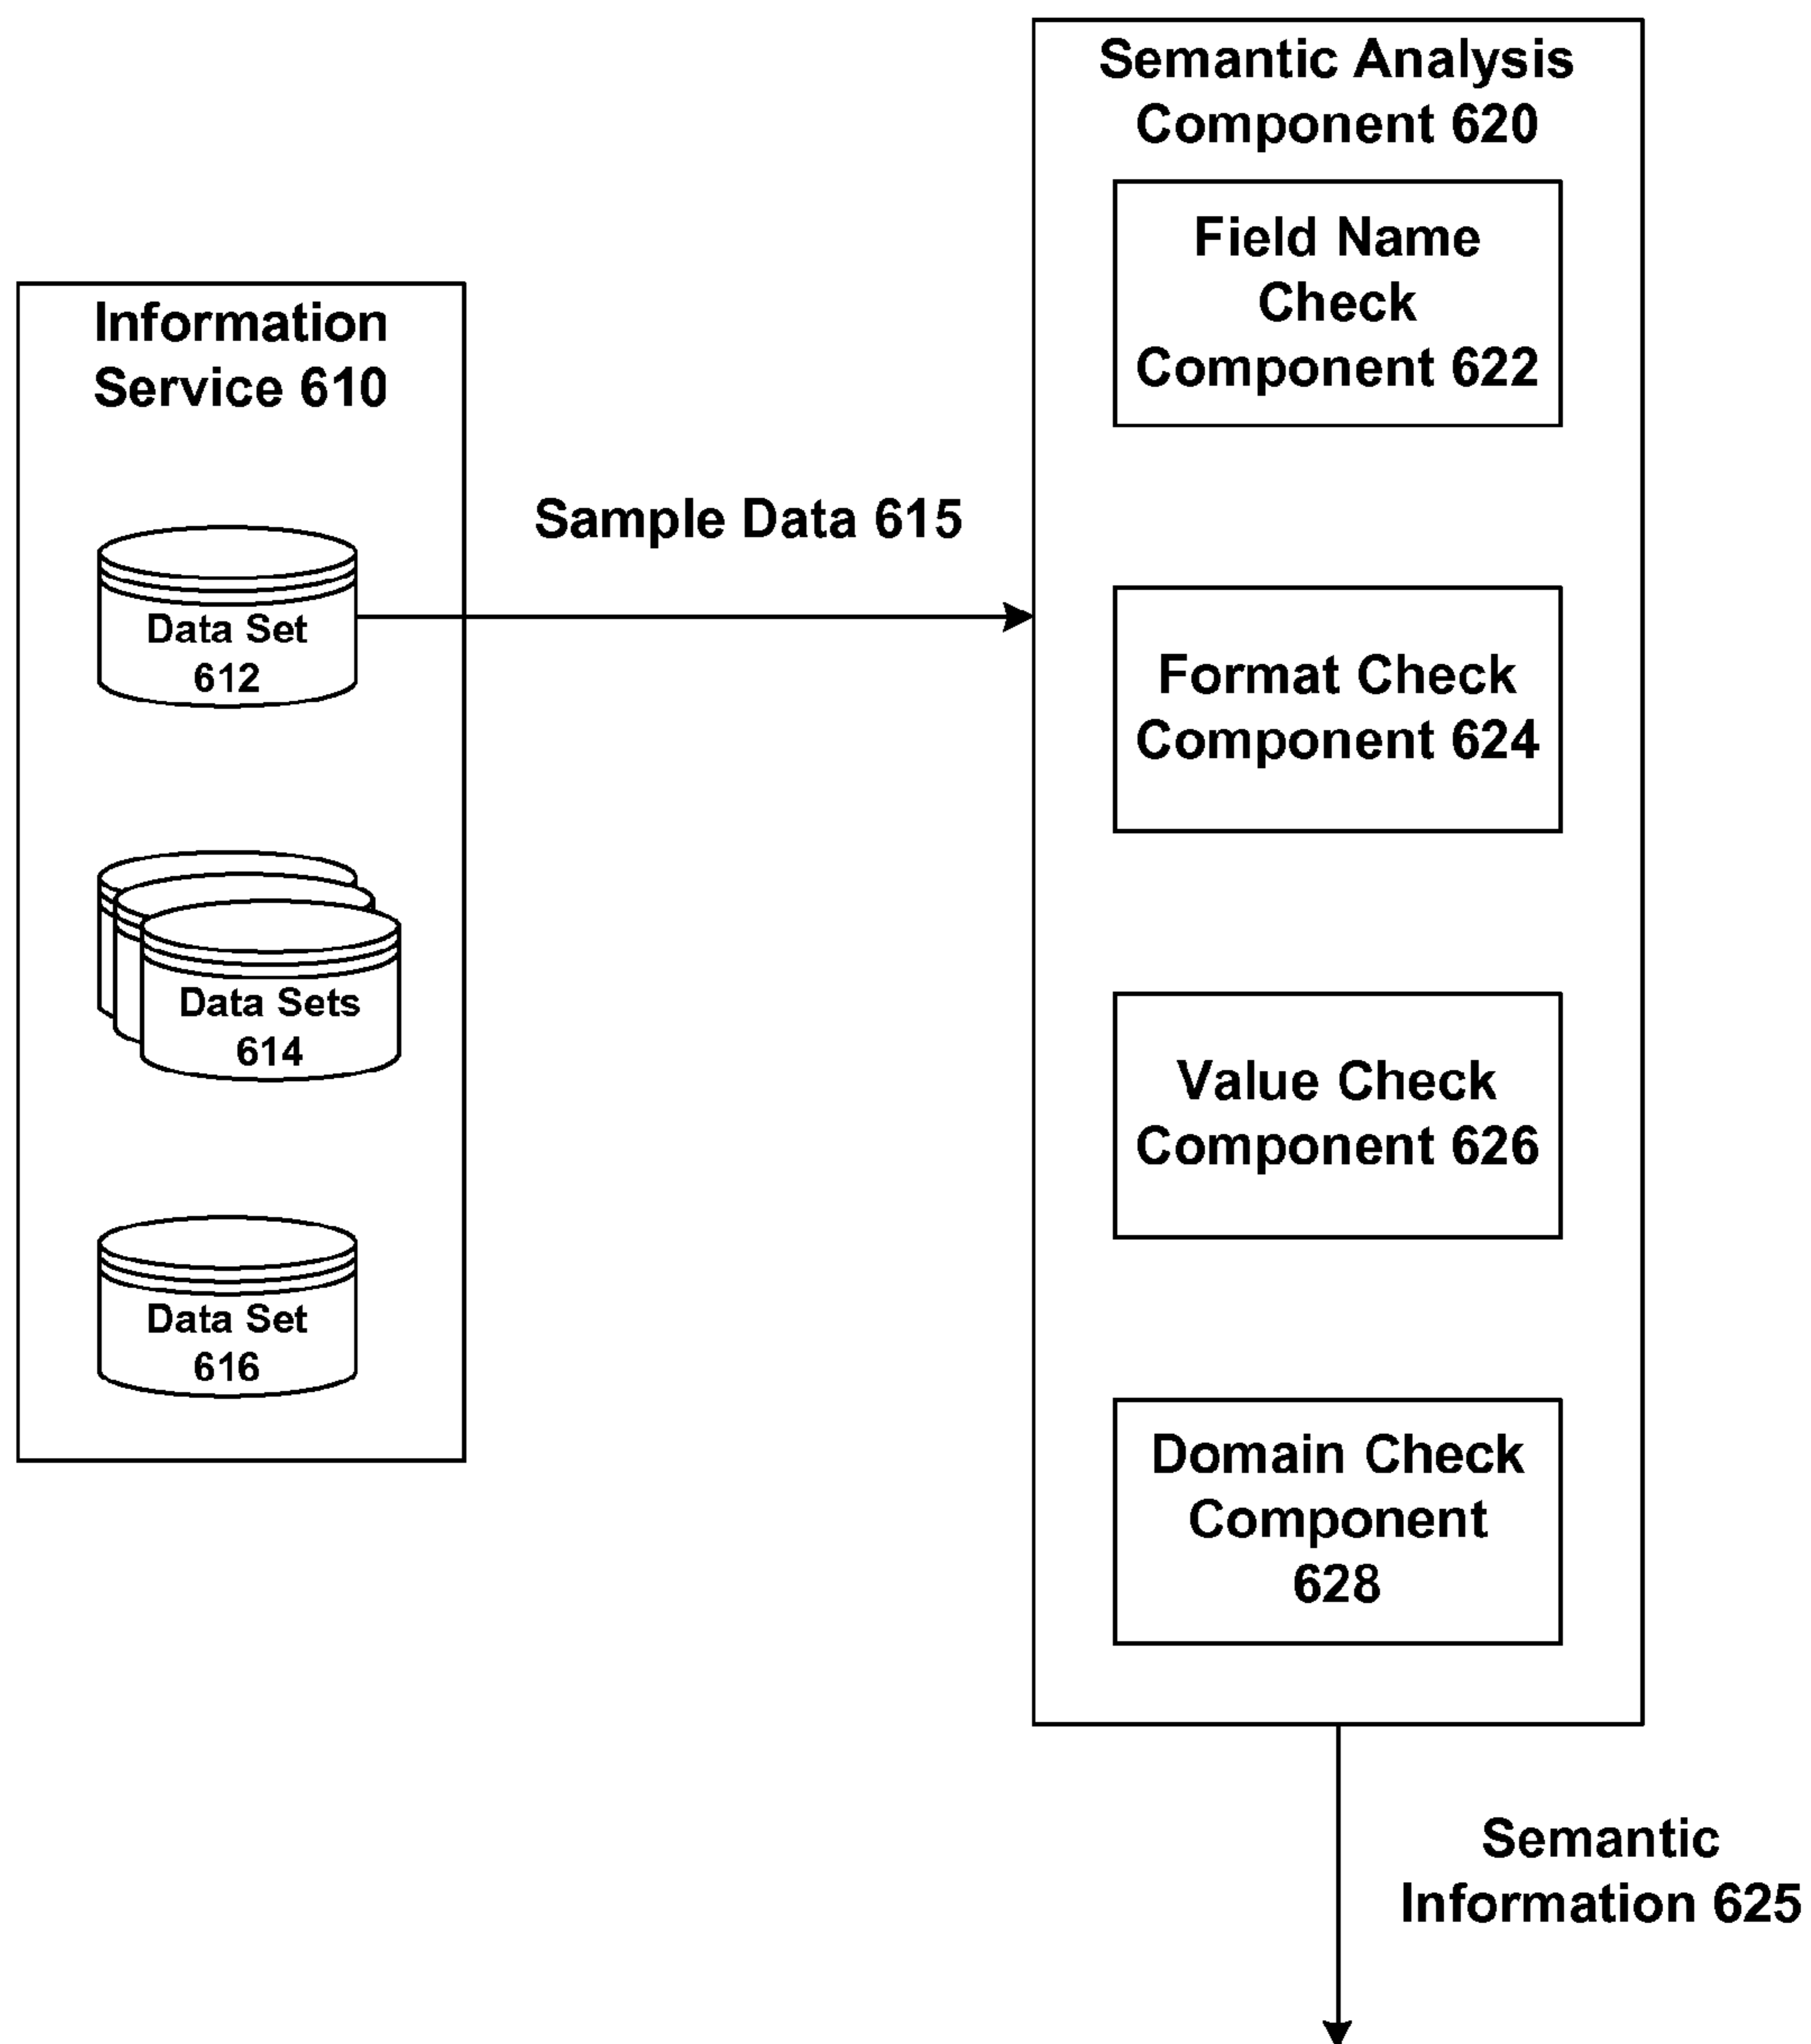 Semantic Analysis
Component 620
Field Name
Check
Component 622
Information
Service 610
Sample Data 615
Data Set
612
Format Check
Component 624
Data Sets
614
Value Check
Component 626
Data Set
616
Domain Check
Component
628
Semantic
Information 625